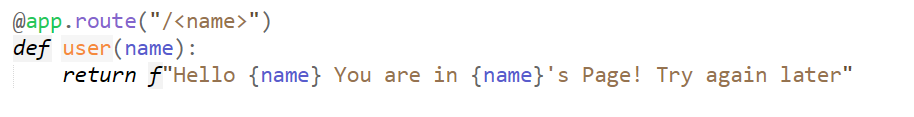 @app.route("/<name>")
def user(name):
    return f"Hello {name} You are in {name}'s Page! Try again later"